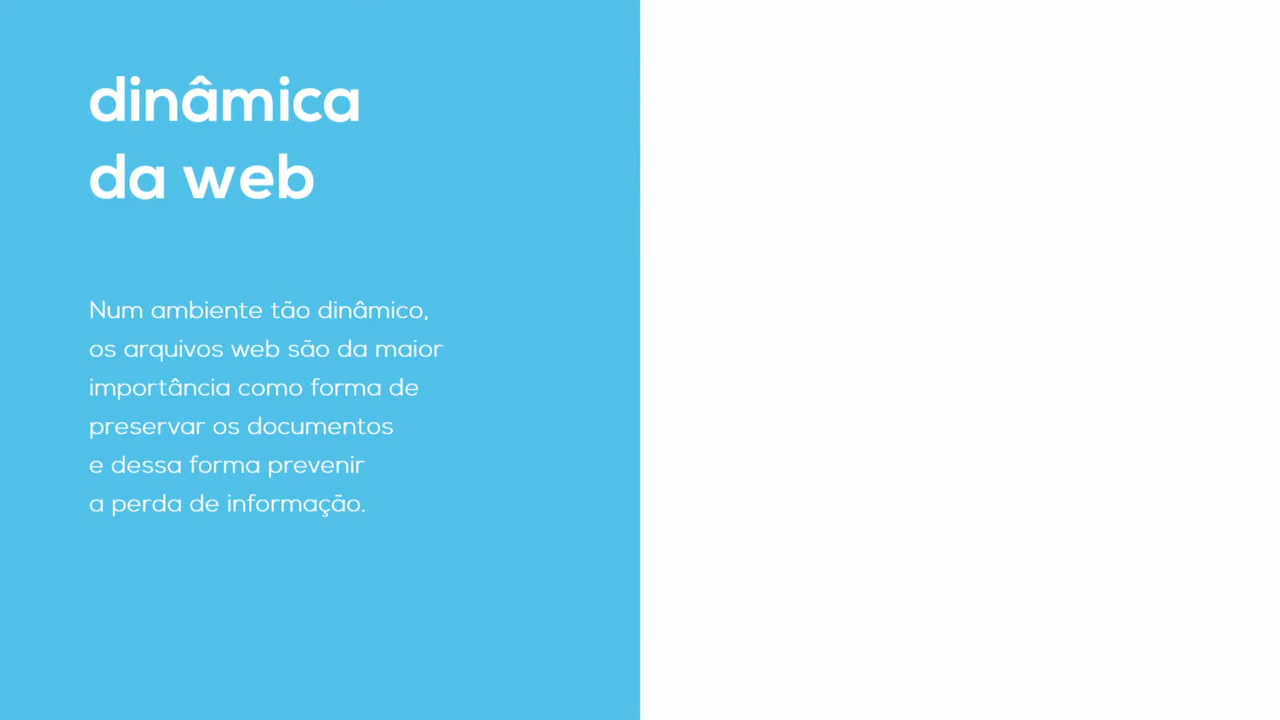 dinâmica
da web
Num ambiente tão dinâmico,
os arquivos web são da maior
importância como forma de
preservar os documentos
e dessa forma prevenir
a perda de informação.